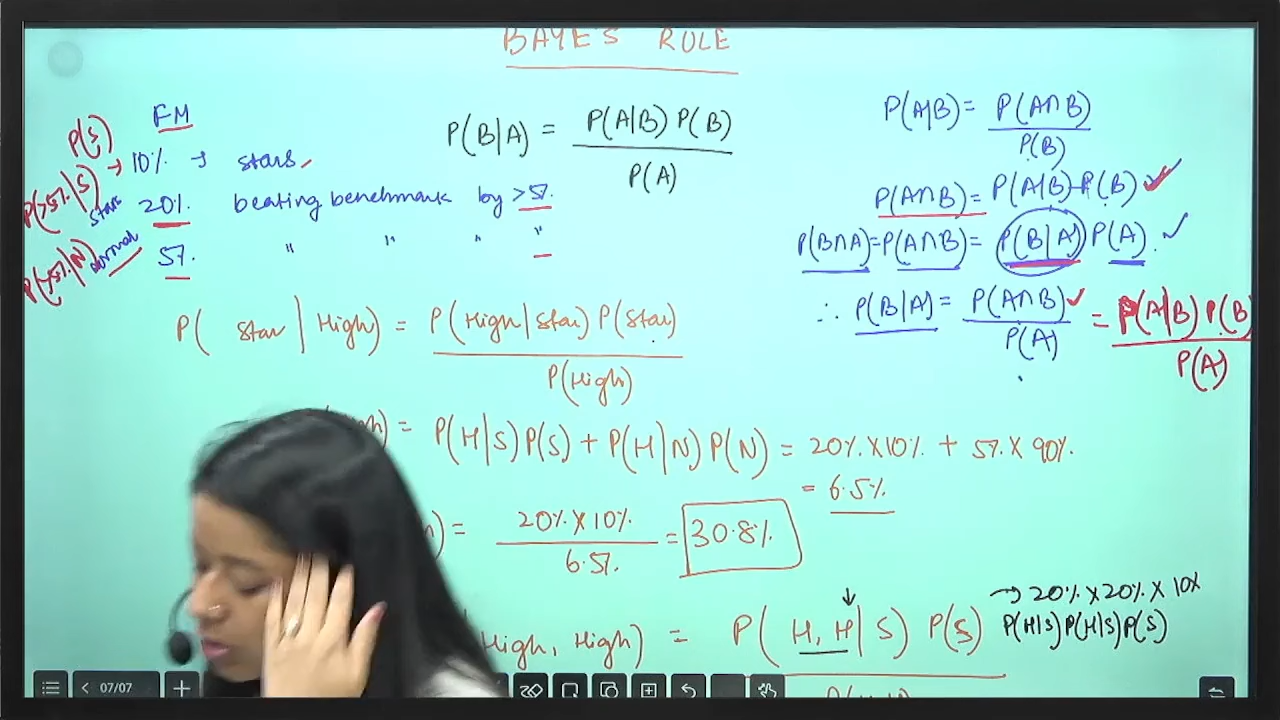 BAYE'S RULE
FM
P(S)
→ 10% → stars
P(>5%|S) stars 20% beating benchmark by >5%
P(>5%|N) normal 5% " " " "
P(B|A) = P(A|B) P(B) / P(A)
P(A|B) = P(A∩B) / P(B)
P(A∩B) = P(A|B) P(B) ✓
P(B∩A) = P(A∩B) = P(B|A) P(A). ✓
∴ P(B|A) = P(A∩B) ✓ / P(A) = P(A|B) P(B) / P(A)
P( Star | High) = P(High|Star) P(Star) / P(High)
= P(H|S) P(S) + P(H|N) P(N) = 20% × 10% + 5% × 90%.
= 6.5%
= 20% × 10% / 6.5% = 30.8%
High, High) = P( H, H | S) P(S)
→ 20% × 20% × 10%
P(H|S) P(H|S) P(S)
07/07